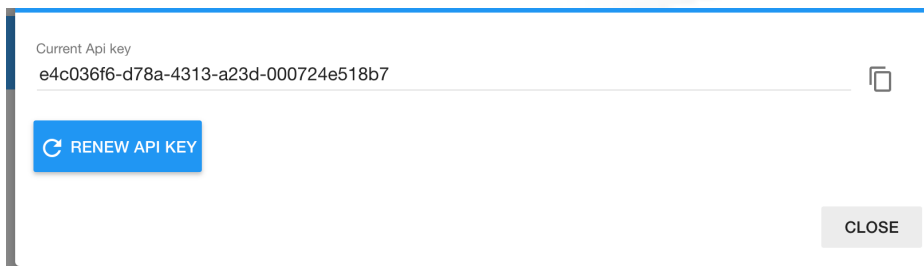 Current Api key
e4c036f6-d78a-4313-a23d-000724e518b7
RENEW API KEY
CLOSE